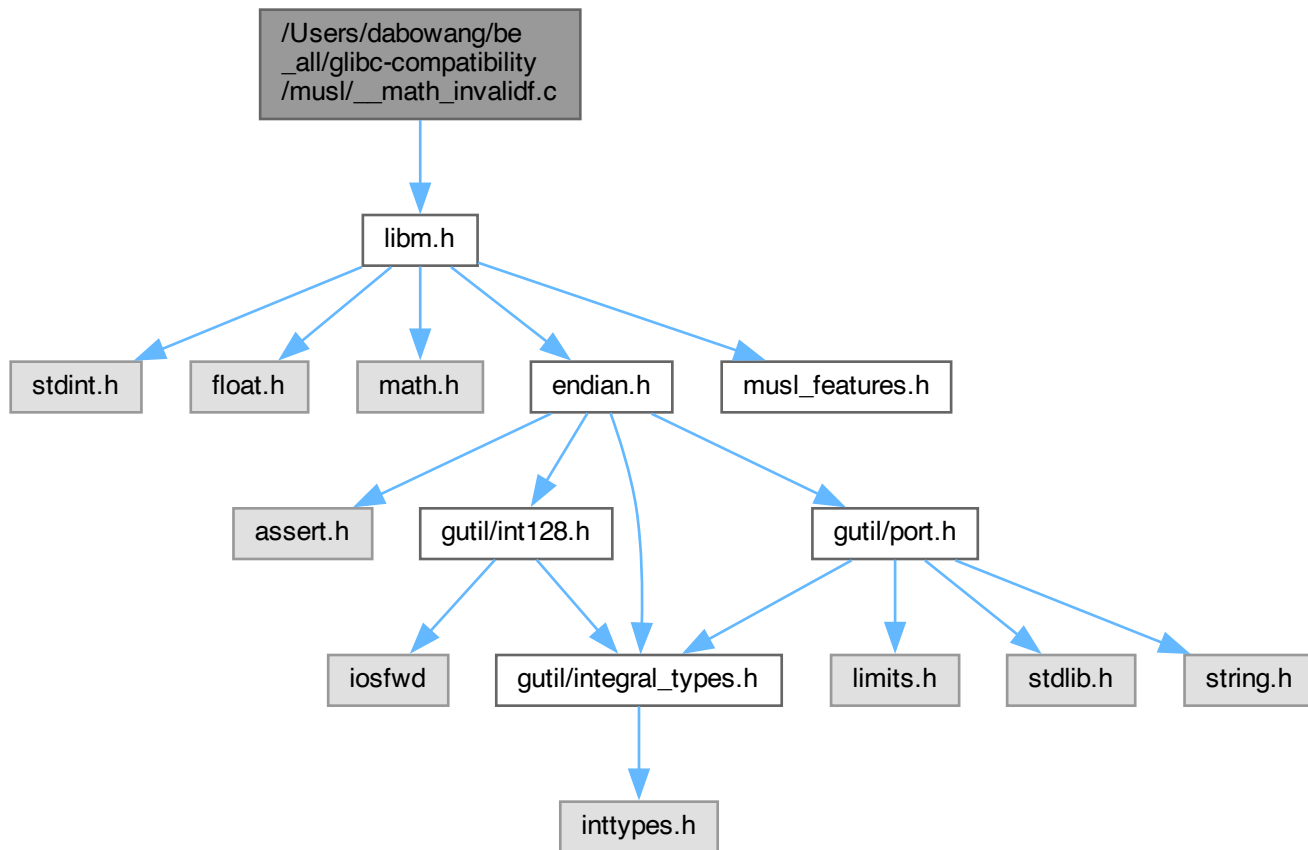 /Users/dabowang/be
_all/glibc-compatibility
/musl/__math_invalidf.c
libm.h
stdint.h
float.h
math.h
endian.h
musl_features.h
assert.h
gutil/int128.h
gutil/port.h
iosfwd
gutil/integral_types.h
limits.h
stdlib.h
string.h
inttypes.h